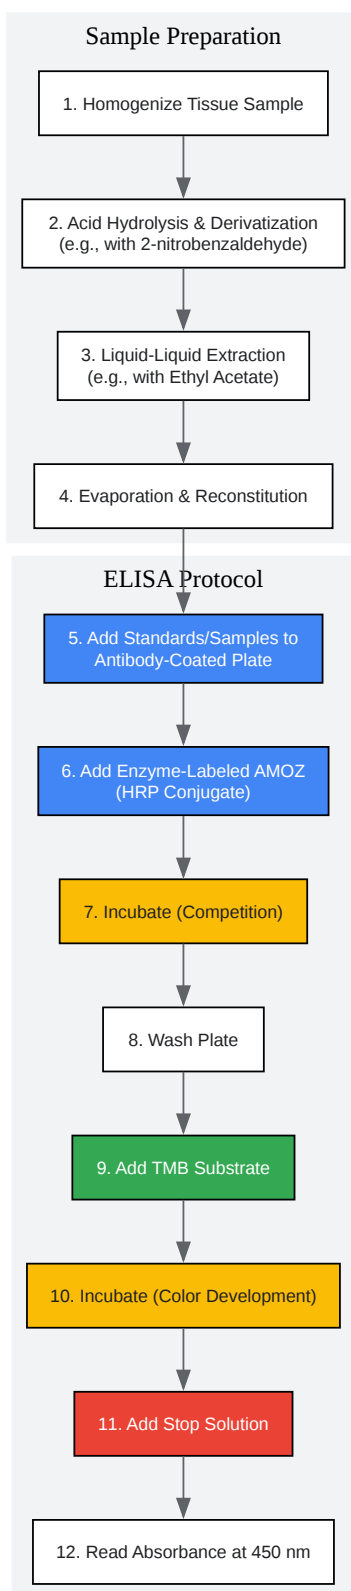 Sample Preparation
1. Homogenize Tissue Sample
2. Acid Hydrolysis & Derivatization
(e.g., with 2-nitrobenzaldehyde)
3. Liquid-Liquid Extraction
(e.g., with Ethyl Acetate)
4. Evaporation & Reconstitution
ELISA Protocol
5. Add Standards/Samples to
Antibody-Coated Plate
6. Add Enzyme-Labeled AMOZ
(HRP Conjugate)
7. Incubate (Competition)
8. Wash Plate
9. Add TMB Substrate
10. Incubate (Color Development)
11. Add Stop Solution
12. Read Absorbance at 450 nm